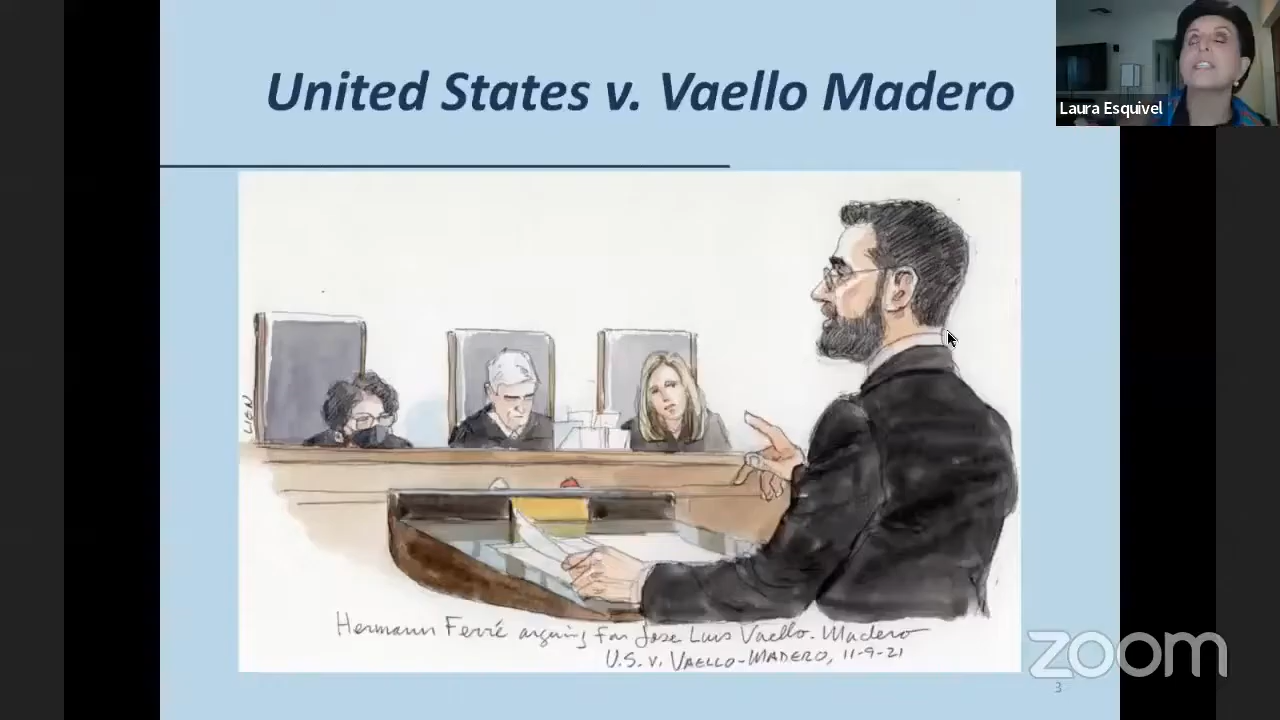 United States v. Vaello Madero
Laura Esquivel
LIEN
Hermann Ferré arguing for Jose Luis Vaello-Madero
U.S. v. VAELLO-MADERO, 11-9-21
zoom
3